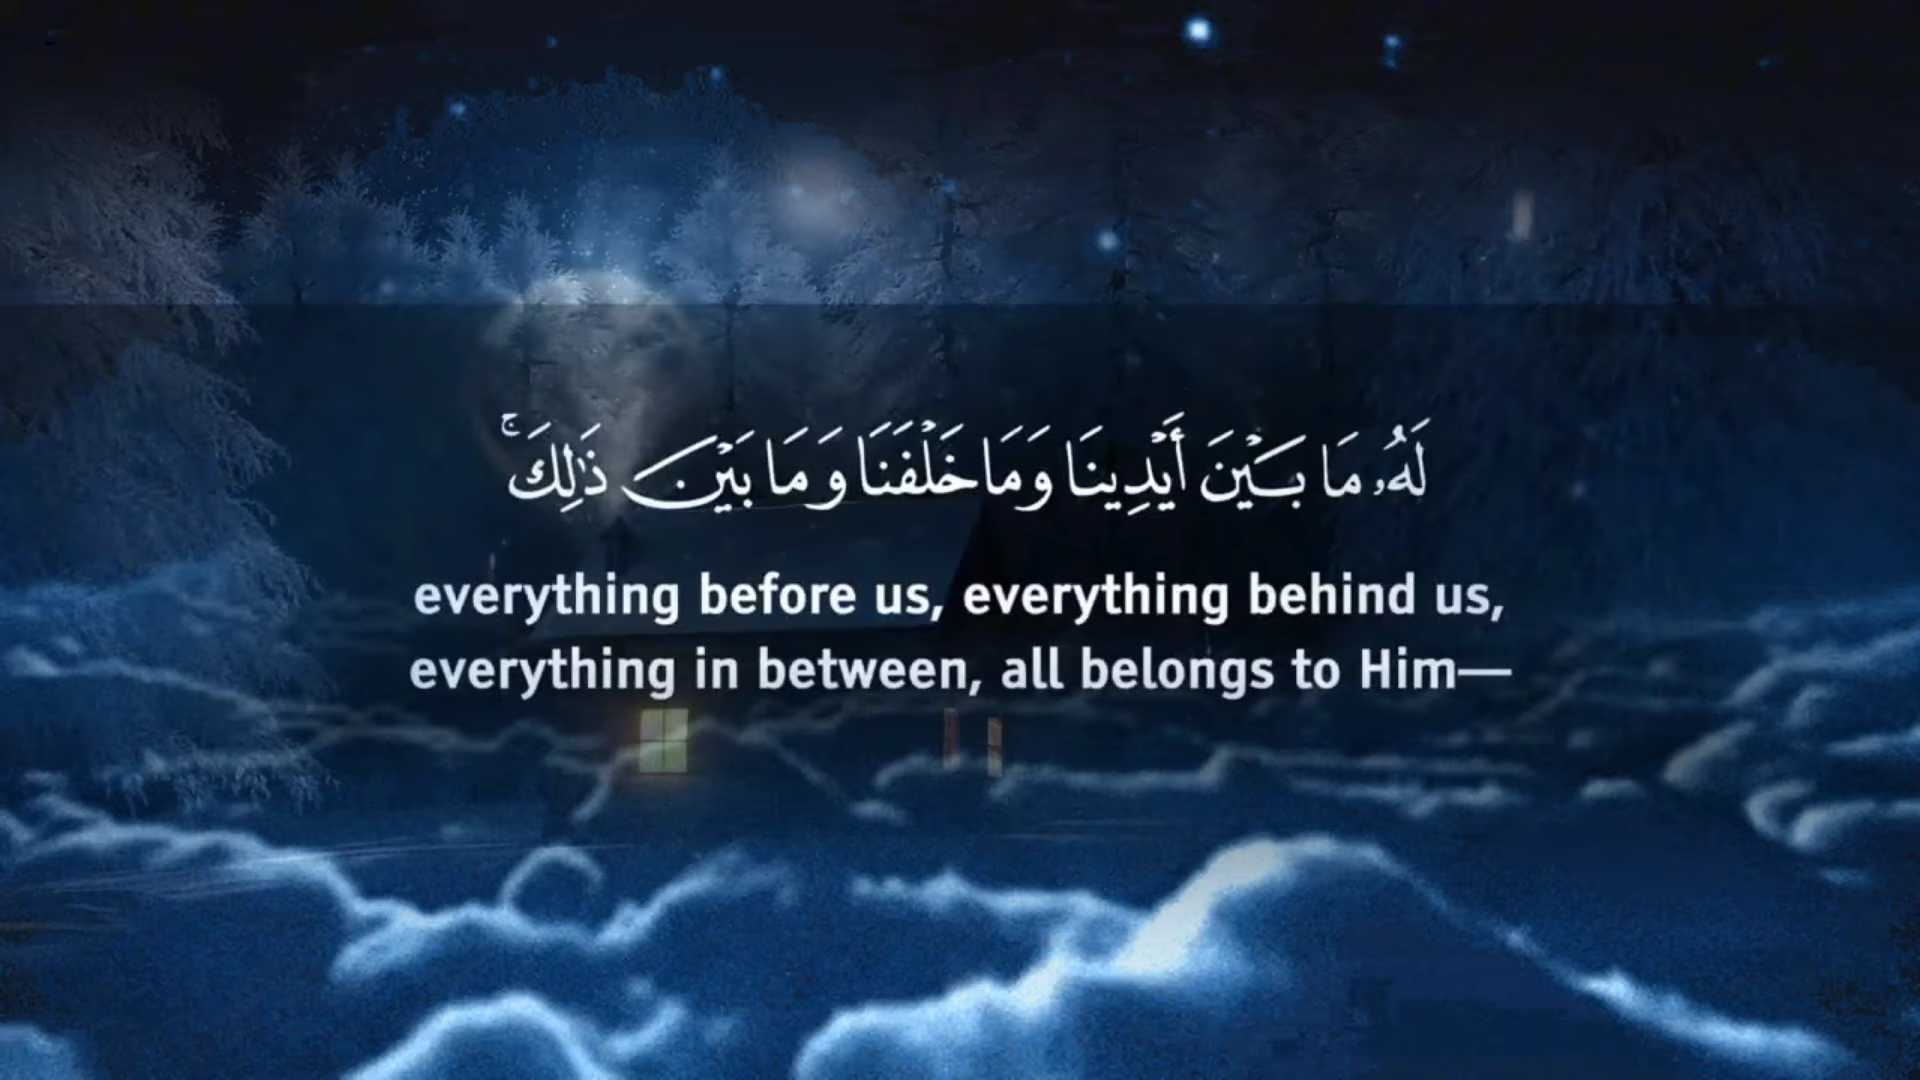 لَهُۥ مَا بَيْنَ أَيْدِينَا وَمَا خَلْفَنَا وَمَا بَيْنَ ذَٰلِكَ ۚ
everything before us, everything behind us,
everything in between, all belongs to Him—